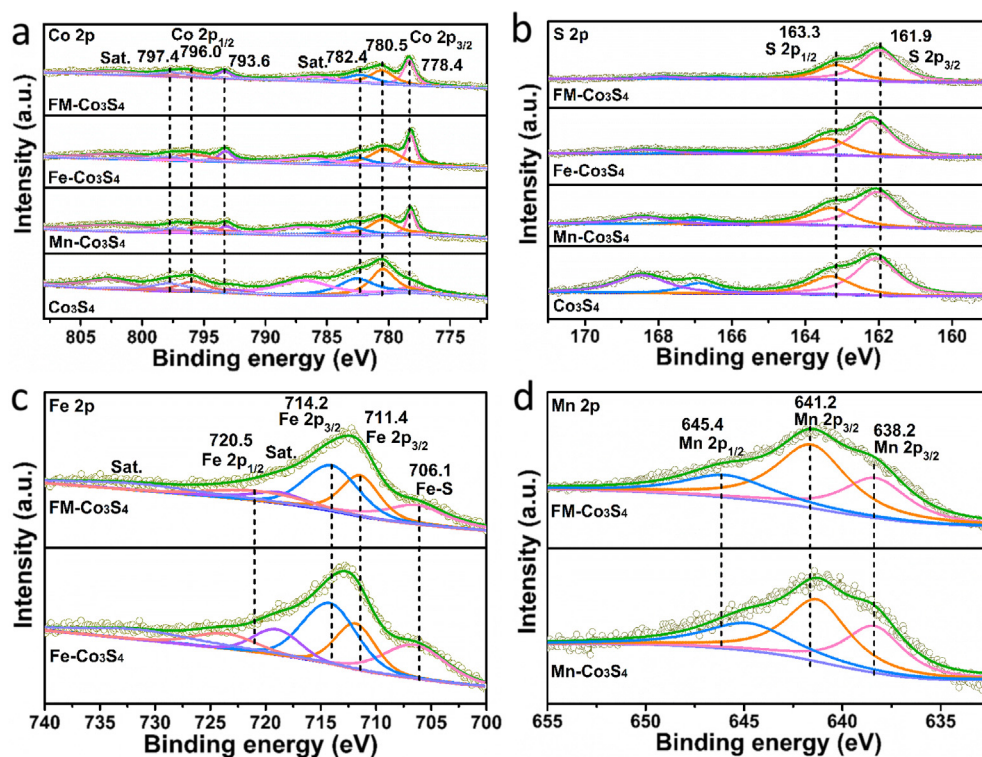 a
Co 2p
Co 2p1/2
Co 2p3/2
Sat.
797.4
796.0
793.6
Sat.
782.4
780.5
778.4
FM-Co3S4
Fe-Co3S4
Mn-Co3S4
Co3S4
Intensity (a.u.)
805 800 795 790 785 780 775
Binding energy (eV)
b
S 2p
163.3
S 2p1/2
161.9
S 2p3/2
FM-Co3S4
Fe-Co3S4
Mn-Co3S4
Co3S4
Intensity (a.u.)
170 168 166 164 162 160
Binding energy (eV)
c
Fe 2p
Sat.
720.5
Fe 2p1/2
Sat.
714.2
Fe 2p3/2
711.4
Fe 2p3/2
706.1
Fe-S
FM-Co3S4
Fe-Co3S4
Intensity (a.u.)
740 735 730 725 720 715 710 705 700
Binding energy (eV)
d
Mn 2p
645.4
Mn 2p1/2
641.2
Mn 2p3/2
638.2
Mn 2p3/2
FM-Co3S4
Mn-Co3S4
Intensity (a.u.)
655 650 645 640 635
Binding energy (eV)